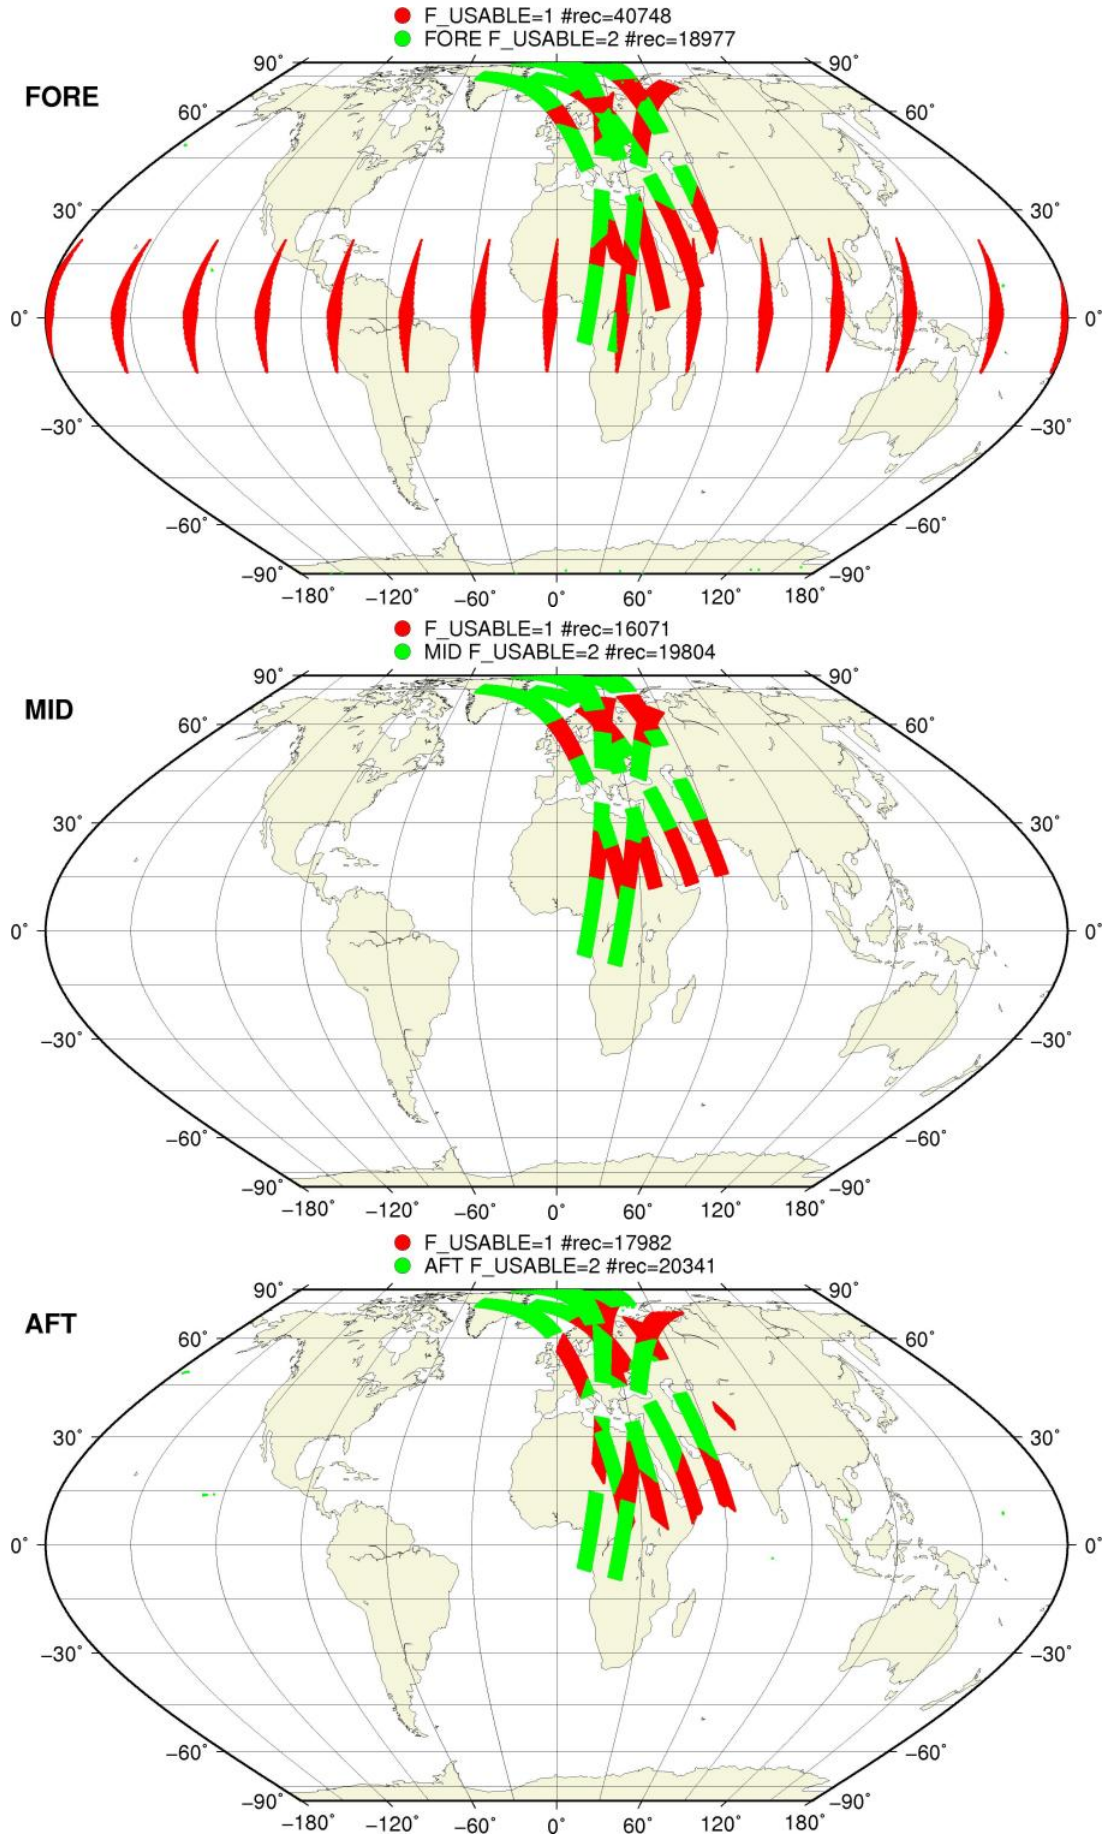 F_USABLE=1 #rec=40748
FORE F_USABLE=2 #rec=18977
FORE
90° 90°
60° 60°
30° 30°
0° 0°
−30° −30°
−60° −60°
−90° −90°
−180° −120° −60° 0° 60° 120° 180°
F_USABLE=1 #rec=16071
MID F_USABLE=2 #rec=19804
MID
90° 90°
60° 60°
30° 30°
0° 0°
−30° −30°
−60° −60°
−90° −90°
−180° −120° −60° 0° 60° 120° 180°
F_USABLE=1 #rec=17982
AFT F_USABLE=2 #rec=20341
AFT
90° 90°
60° 60°
30° 30°
0° 0°
−30° −30°
−60° −60°
−90° −90°
−180° −120° −60° 0° 60° 120° 180°